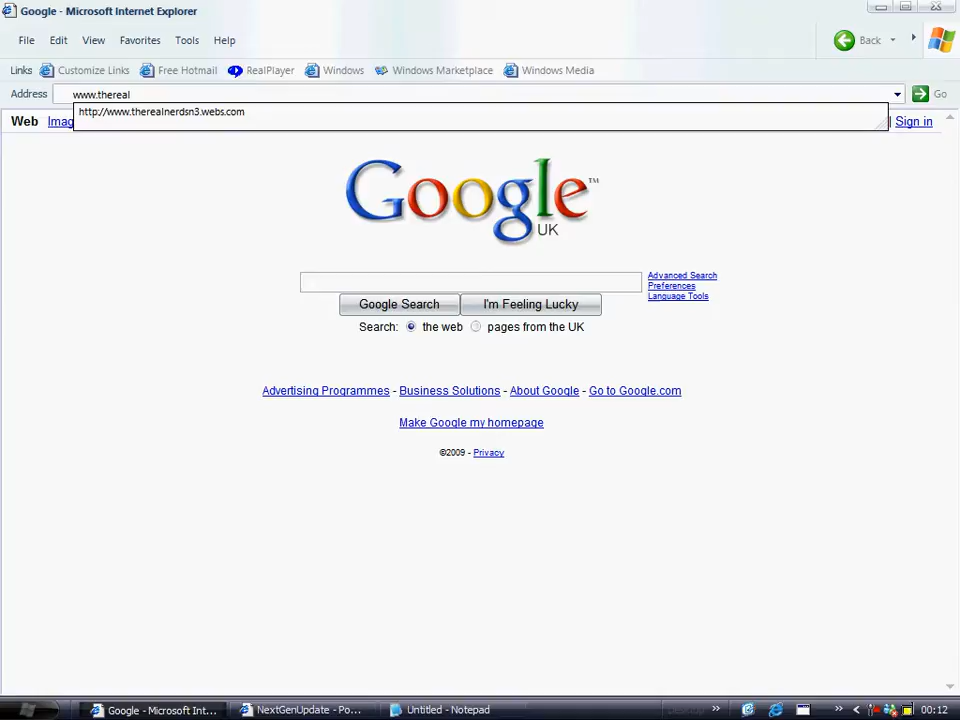 Google - Microsoft Internet Explorer
File Edit View Favorites Tools Help
Back
Links Customize Links Free Hotmail RealPlayer Windows Windows Marketplace Windows Media
Address www.thereal Go
http://www.therealnerdsn3.webs.com
Web | Sign in
Google™
UK
Advanced Search
Preferences
Language Tools
Google Search I'm Feeling Lucky
Search: the web pages from the UK
Advertising Programmes - Business Solutions - About Google - Go to Google.com
Make Google my homepage
©2009 - Privacy
Google - Microsoft Int... NextGenUpdate - Po... Untitled - Notepad Desktop » » < 00:12